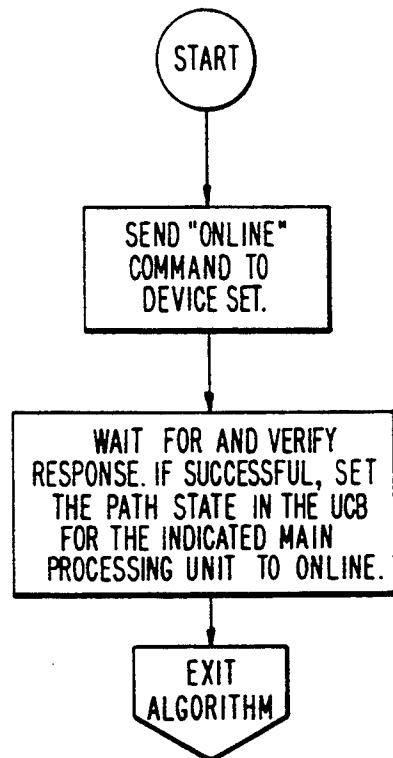 START
SEND "ONLINE"
COMMAND TO
DEVICE SET.
WAIT FOR AND VERIFY
RESPONSE. IF SUCCESSFUL, SET
THE PATH STATE IN THE UCB
FOR THE INDICATED MAIN
PROCESSING UNIT TO ONLINE.
EXIT
ALGORITHM